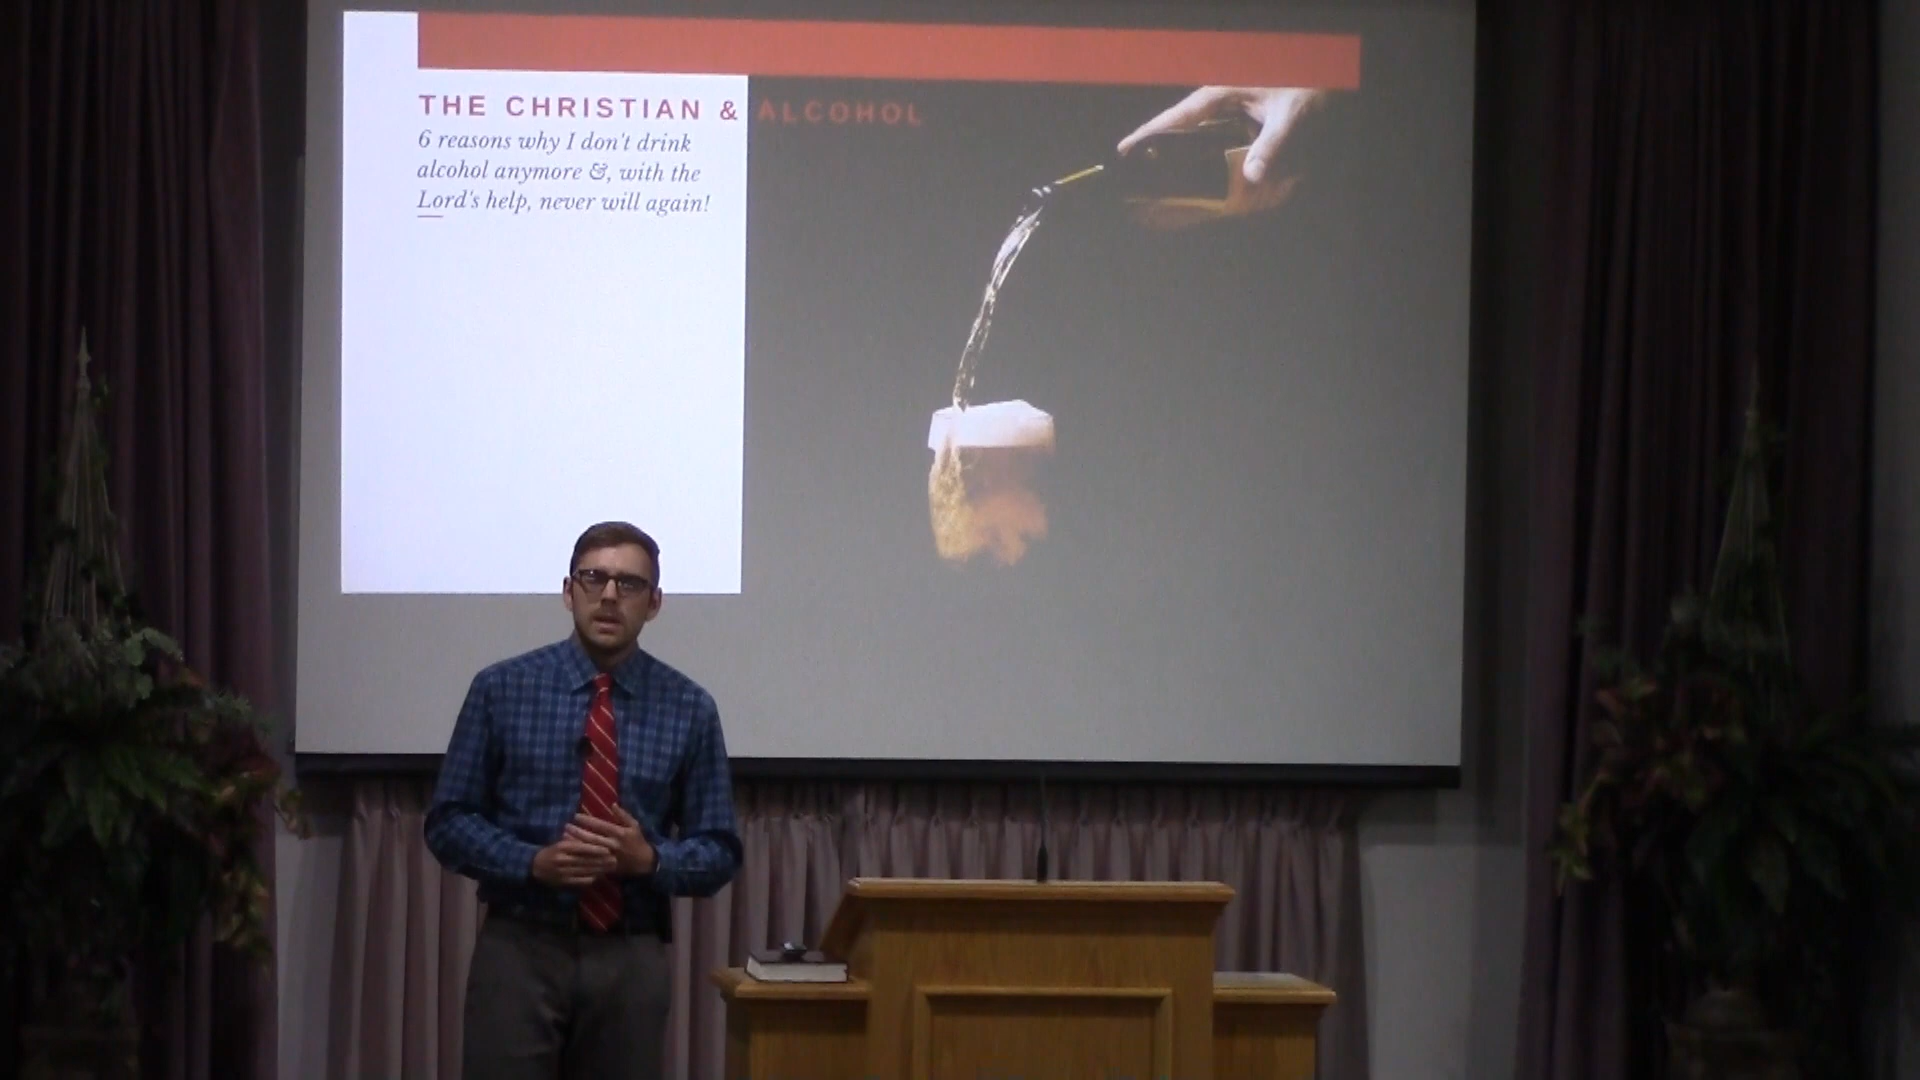 THE CHRISTIAN & ALCOHOL
6 reasons why I don't drink
alcohol anymore &, with the
Lord's help, never will again!